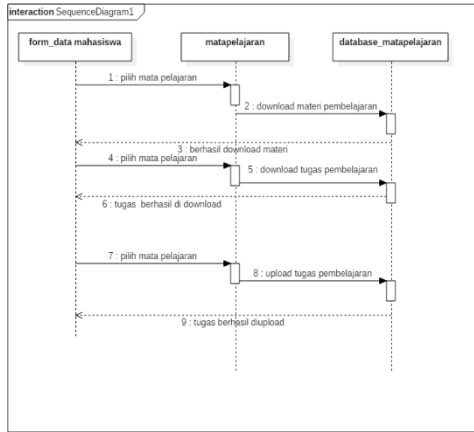 interaction SequenceDiagram1
form_data mahasiswa
matapelajaran
database_matapelajaran
1 : pilih mata pelajaran
2 : download materi pembelajaran
3 : berhasil download materi
4 : pilih mata pelajaran
5 : download tugas pembelajaran
6 : tugas berhasil di download
7 : pilih mata pelajaran
8 : upload tugas pembelajaran
9 : tugas berhasil diupload